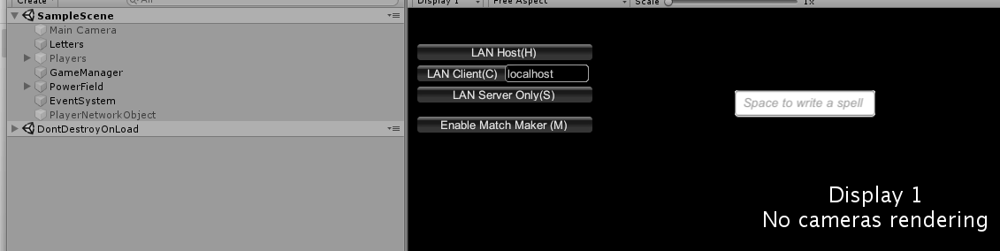 Create
All
SampleScene
Main Camera
Letters
Players
GameManager
PowerField
EventSystem
PlayerNetworkObject
DontDestroyOnLoad
Display 1 Free Aspect Scale 1x
LAN Host(H)
LAN Client(C) localhost
LAN Server Only(S)
Enable Match Maker (M)
Space to write a spell
Display 1
No cameras rendering